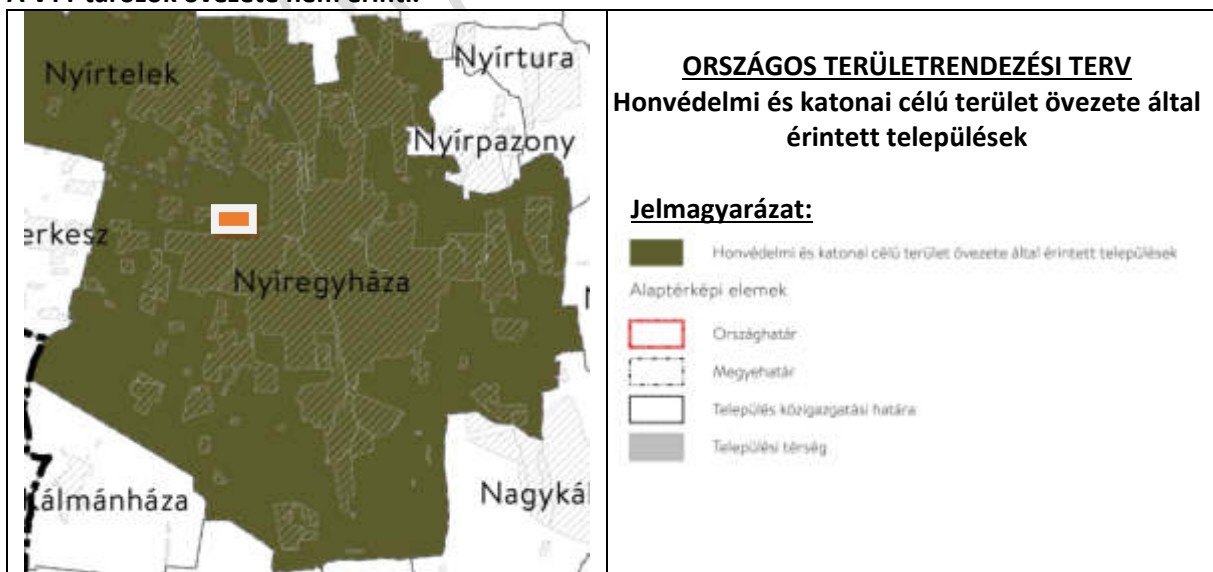 Nyírtelek
Nyírtura
Nyírpazony
erkesz
Nyíregyháza
Kálmánháza
Nagykál
ORSZÁGOS TERÜLETRENDEZÉSI TERV
Honvédelmi és katonai célú terület övezete által
érintett települések
Jelmagyarázat:
Honvédelmi és katonai célú terület övezete által érintett települések
Alaptérképi elemek
Országhatár
Megyehatár
Település közigazgatási határa
Települési térség